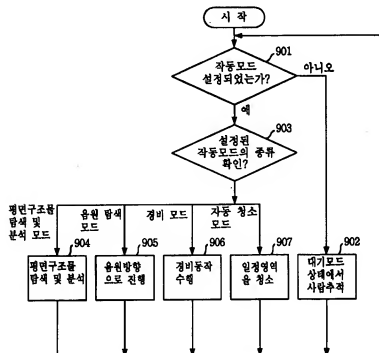 시 작
901
작동모드
설정되었는가?
아니오
예
903
설정된
작동모드의 종류
확인?
평면구조를
탐색 및
분석 모드
음원 탐색
모드
경비 모드
자동 청소
모드
904
905
906
907
902
평면구조를
탐색 및 분석
음원방향
으로 진행
경비동작
수행
일정영역
을 청소
대기모드
상태에서
사람추적